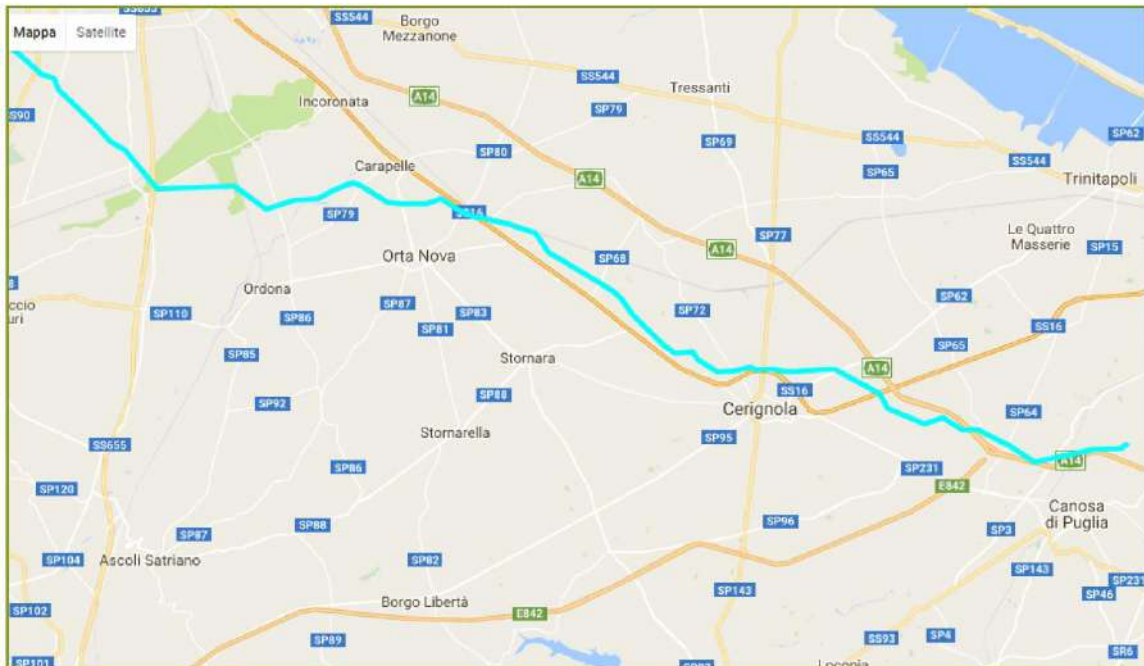 Mappa Satellite
SS655
SS544
Borgo
Mezzanone
SS544
Tressanti
A14
Incoronata
SP79
SS90
SP69
SS544
SP62
SP80
Carapelle
SP65
SS544
A14
Trinitapoli
SP79
SS16
Le Quattro
Masserie
SP77
SP15
A14
Orta Nova
SP68
Ordona
SP87
SP62
SP110
SP86
SP83
SP72
SP81
SS16
SP65
SP85
Stornara
A14
SP88
SS16
SP92
Cerignola
SP64
Stornarella
SP95
SS655
A14
SP86
SP231
SP120
E842
Canosa
di Puglia
SP88
SP96
SP87
SP3
Ascoli Satriano
SP104
SP82
SP143
SP231
SP143
SP46
Borgo Libertà
SP102
E842
SP89
SS93
SP4
SR6
SP101